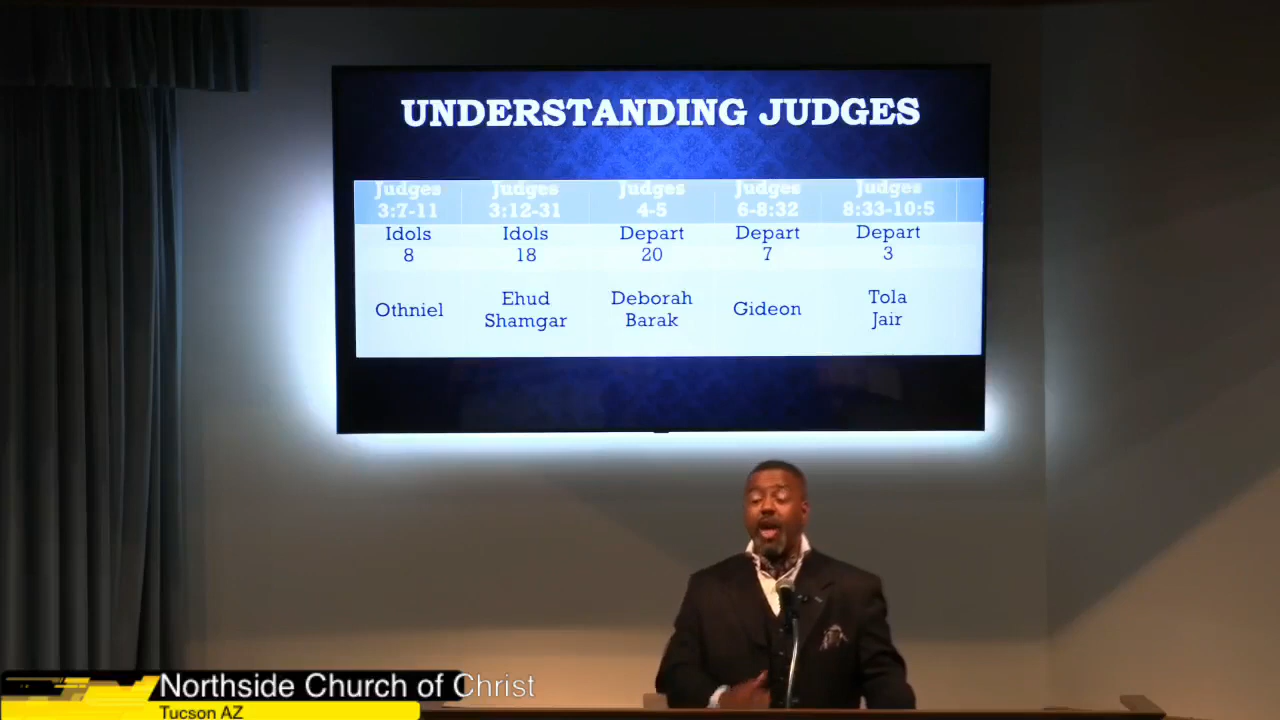 UNDERSTANDING JUDGES
Judges Judges Judges Judges Judges
3:7-11 3:12-31 4-5 6-8:32 8:33-10:5
Idols Idols Depart Depart Depart
8 18 20 7 3
Othniel Ehud Shamgar Deborah Barak Gideon Tola Jair
Northside Church of Christ
Tucson AZ